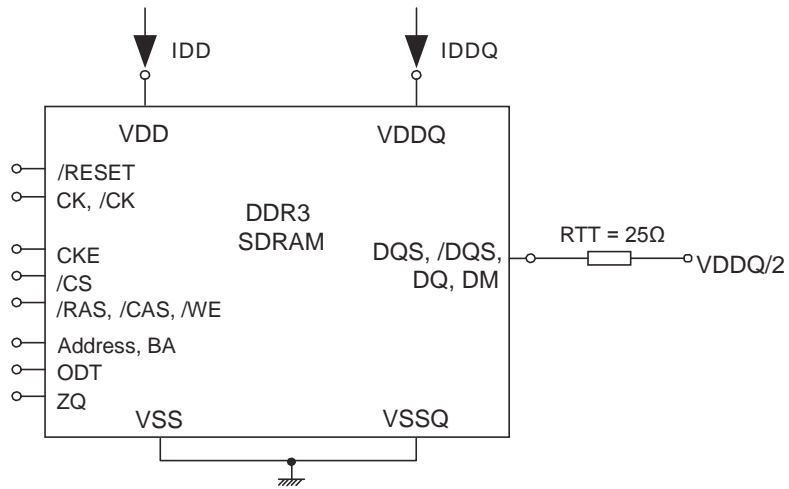 IDD
IDDQ
VDD
VDDQ
/RESET
CK, /CK
DDR3
SDRAM
CKE
/CS
/RAS, /CAS, /WE
DQS, /DQS,
DQ, DM
RTT = 25Ω
VDDQ/2
Address, BA
ODT
ZQ
VSS
VSSQ